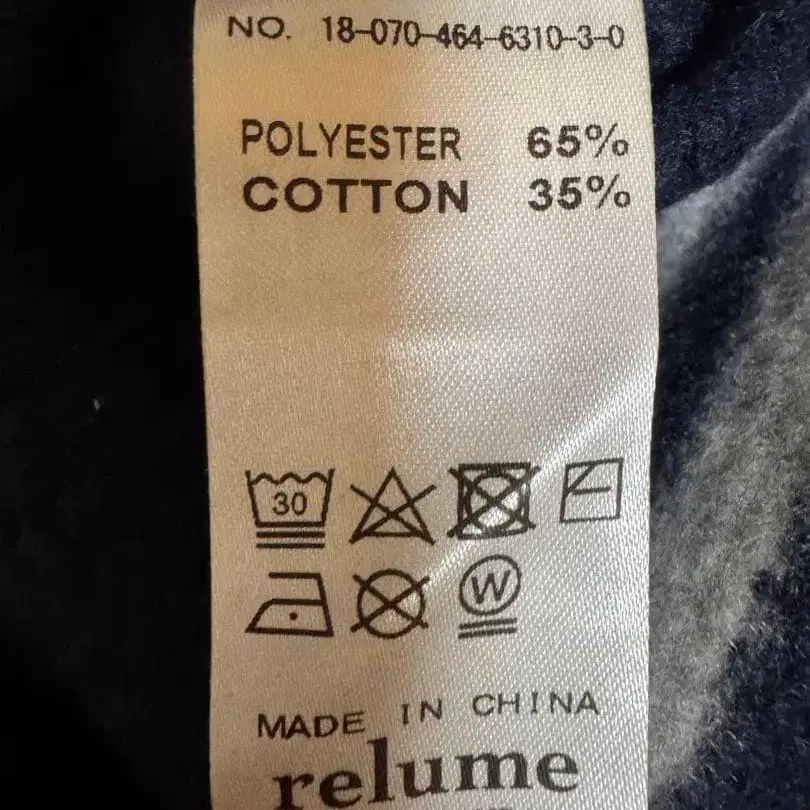 NO. 18-070-464-6310-3-0
POLYESTER 65%
COTTON 35%
30
W
MADE IN CHINA
relume